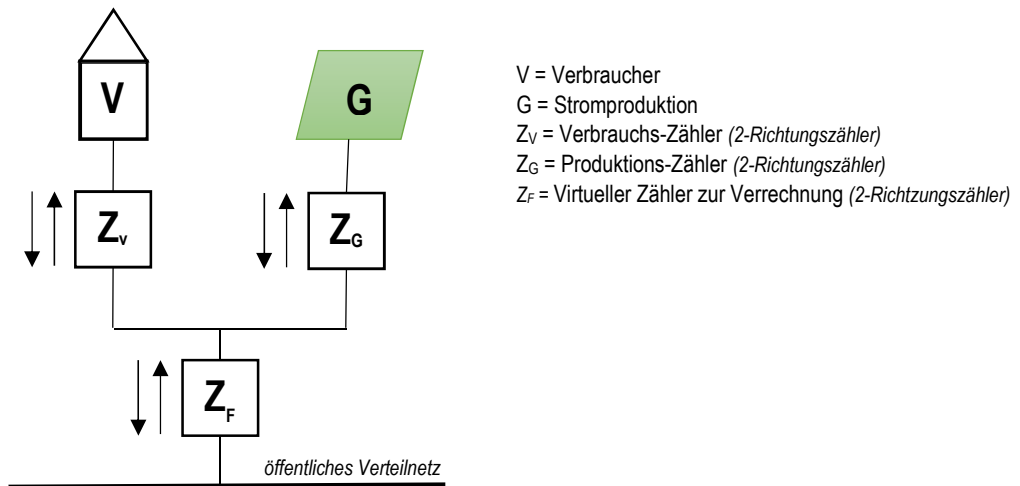 V
G
V = Verbraucher
G = Stromproduktion
ZV = Verbrauchs-Zähler (2-Richtungszähler)
ZG = Produktions-Zähler (2-Richtungszähler)
ZF = Virtueller Zähler zur Verrechnung (2-Richtzungszähler)
Zv
ZG
ZF
öffentliches Verteilnetz